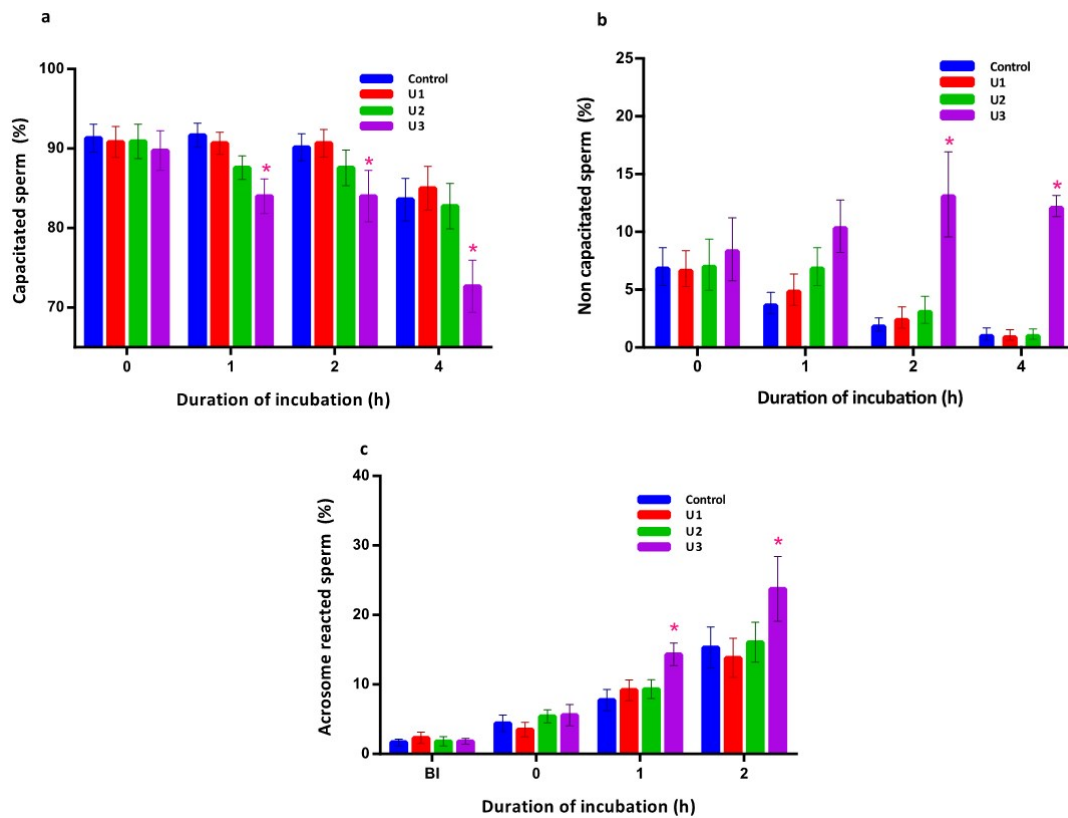 a
100
90
80
70
Capacitated sperm (%)
Control
U1
U2
U3
*
*
*
0 1 2 4
Duration of incubation (h)
b
25
20
15
10
5
0
Non capacitated sperm (%)
Control
U1
U2
U3
*
*
0 1 2 4
Duration of incubation (h)
c
40
30
20
10
0
Acrosome reacted sperm (%)
Control
U1
U2
U3
*
*
BI 0 1 2
Duration of incubation (h)